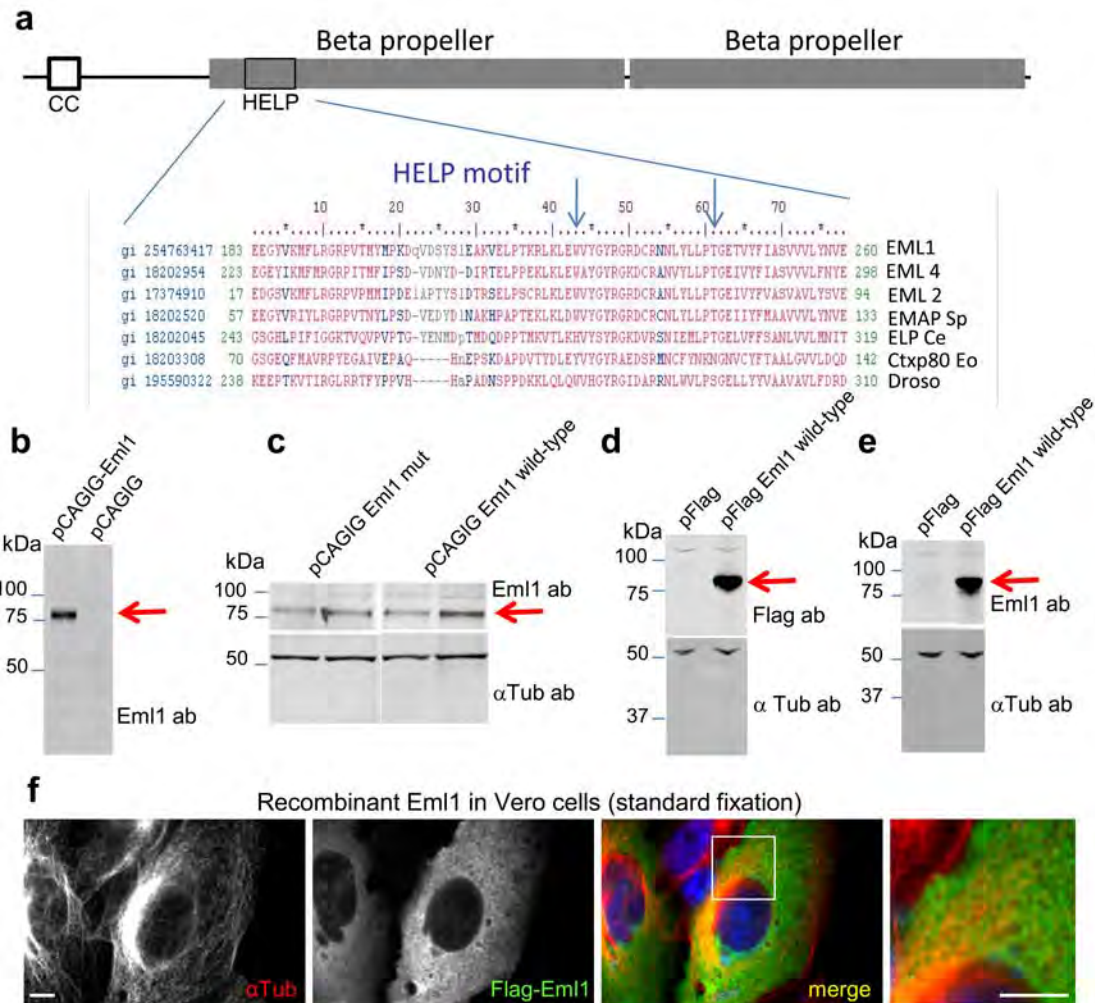 a
Beta propeller
Beta propeller
CC
HELP
HELP motif
10 20 30 40 50 60 70
gi 254763417 183 EEGYVKMFLRGRPVTMYMPKDqVDSYSlEAKVELPTKRLKLEWVYGYRGRDCRNNLYLLPTGETVYFIASVVVLYNVE 260 EML1
gi 18202954 223 EGEYIKMFMRGRPITMFIPSD-VDNYD-DIRTELPPEKLKLEWAYGYRGKDCRANVYLLPTGEIVYFIASVVVLFNYE 298 EML 4
gi 17374910 17 EDGSVKMFLRGRPVPMMIPDElAPTYSlDTRSELPSCRLKLEWVYGYRGRDCRANLYLLPTGEIVYFVASVAVLYSVE 94 EML 2
gi 18202520 57 EEGYVRIYLRGRPVTNYLPSD-VEDYDlNAKHPAPTEKLKLDWVYGYRGRDCRSNLYLLPTGEIVYFVAAVVVLYNVE 133 EMAP Sp
gi 18202045 243 GSGHLPIFIGGKTVQVPVPTG-YENMDpTMDQDPPTMKVTLKHVYGYRSRDCRSNIEMLPTGELVFFSANVVVLMNIT 319 ELP Ce
gi 18203308 70 GSGEQFMAVRPYEGAIVEPAQ-----HnEPSKDAPDVTYDLEYVYGYRAEDSRMNCFYNKNGNVCYFTAALGVVLDQD 142 Ctxp80 Eo
gi 195590322 238 KEEPTKVTIRGLRRTFYPPVH-----HaPADNSPPDKKLQLQWVHGYRGIDARRNLWVLPSGELLYYVAAVAVLFDRD 310 Droso
b
pCAGIG-Eml1
pCAGIG
kDa
100
75
50
Eml1 ab
c
pCAGIG Eml1 mut
pCAGIG Eml1 wild-type
kDa
100
75
50
Eml1 ab
αTub ab
d
pFlag
pFlag Eml1 wild-type
kDa
100
75
50
37
Flag ab
α Tub ab
e
pFlag
pFlag Eml1 wild-type
kDa
100
75
50
37
Eml1 ab
αTub ab
f
Recombinant Eml1 in Vero cells (standard fixation)
αTub
Flag-Eml1
merge